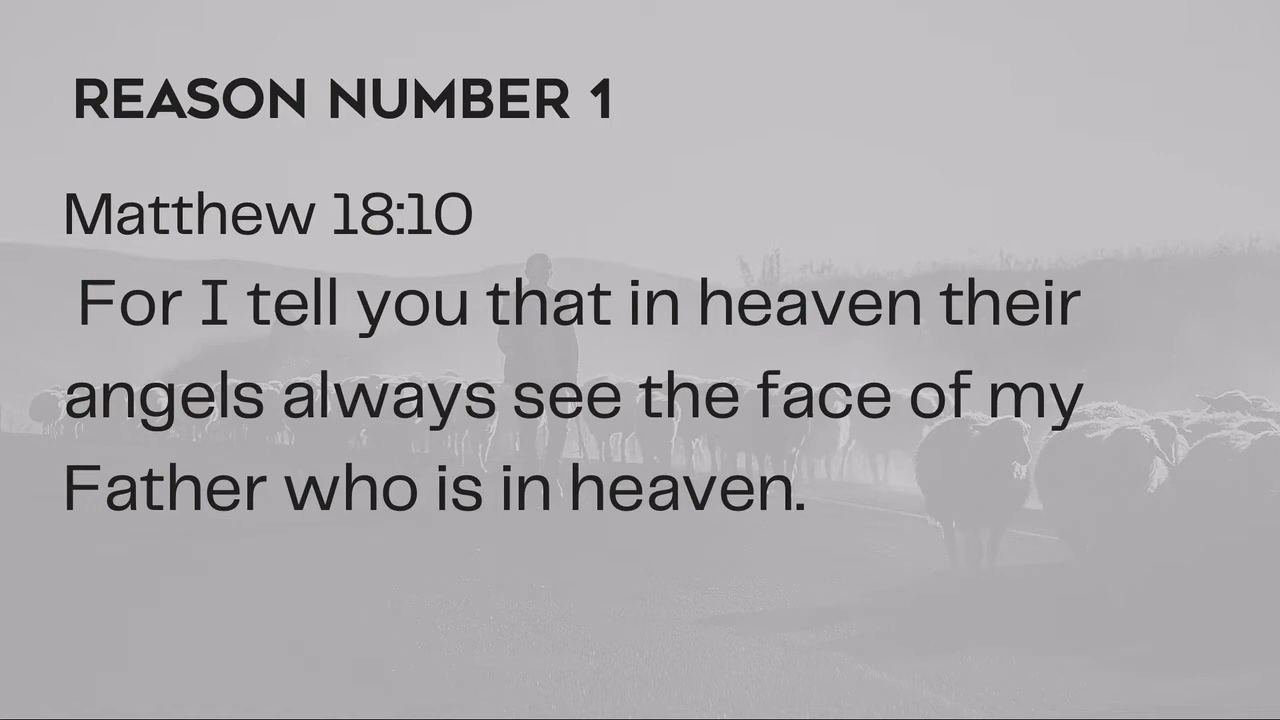 REASON NUMBER 1
Matthew 18:10
For I tell you that in heaven their
angels always see the face of my
Father who is in heaven.